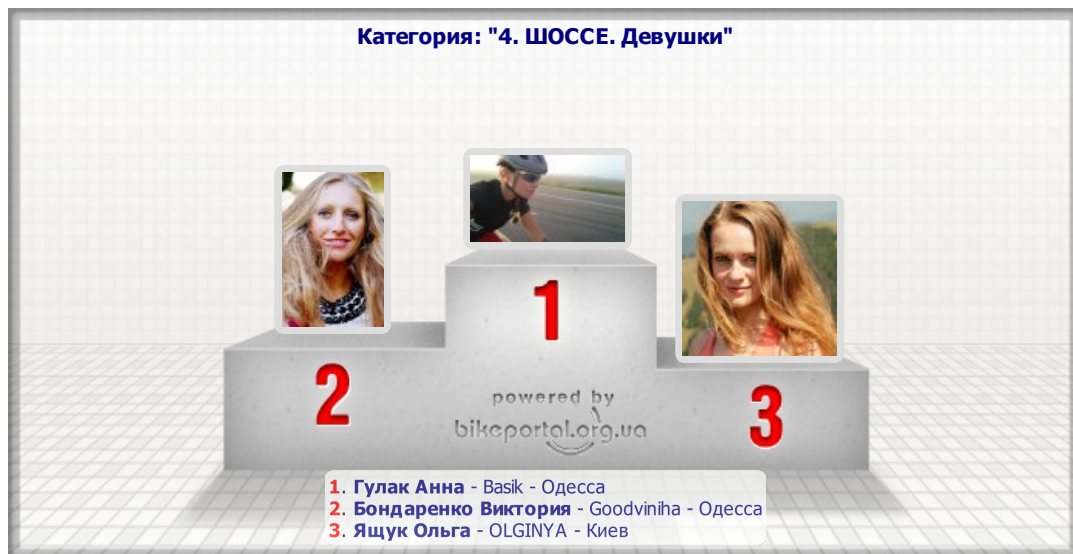 Категория: "4. ШОССЕ. Девушки"
1
2
3
powered by
bikeportal.org.ua
1. Гулак Анна - Basik - Одесса
2. Бондаренко Виктория - Goodviniha - Одесса
3. Ящук Ольга - OLGINYA - Киев